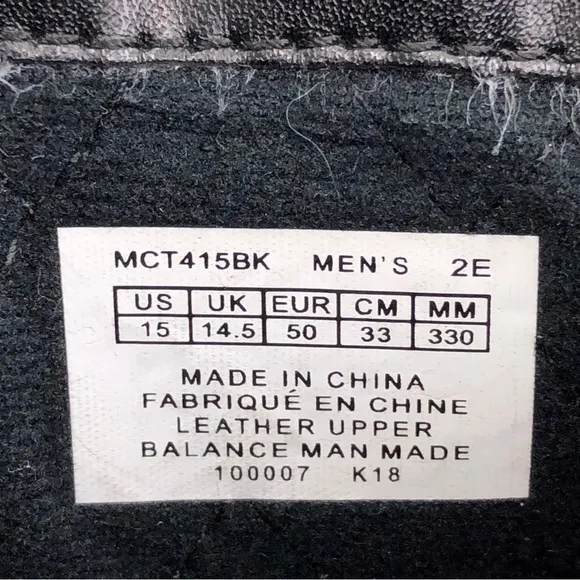 MCT415BK MEN'S 2E
US UK EUR CM MM
15 14.5 50 33 330
MADE IN CHINA
FABRIQUÉ EN CHINE
LEATHER UPPER
BALANCE MAN MADE
100007 K18